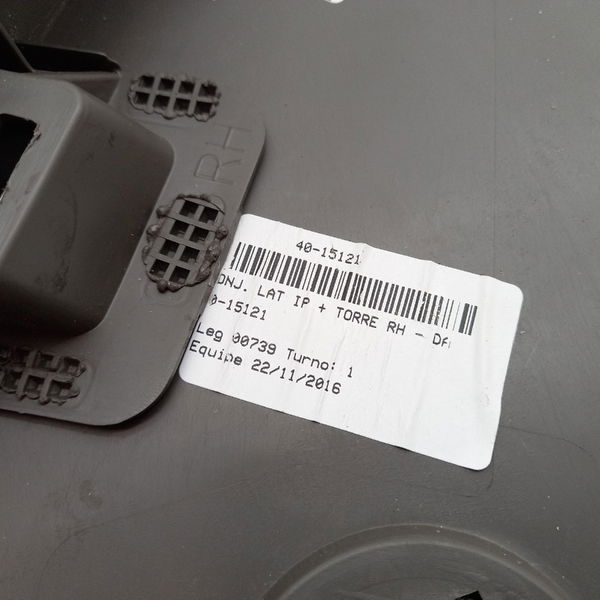 RH
40-15121
ONJ. LAT IP + TORRE RH - DA
0-15121
Leg 00739 Turno: 1
Equipe 22/11/2016